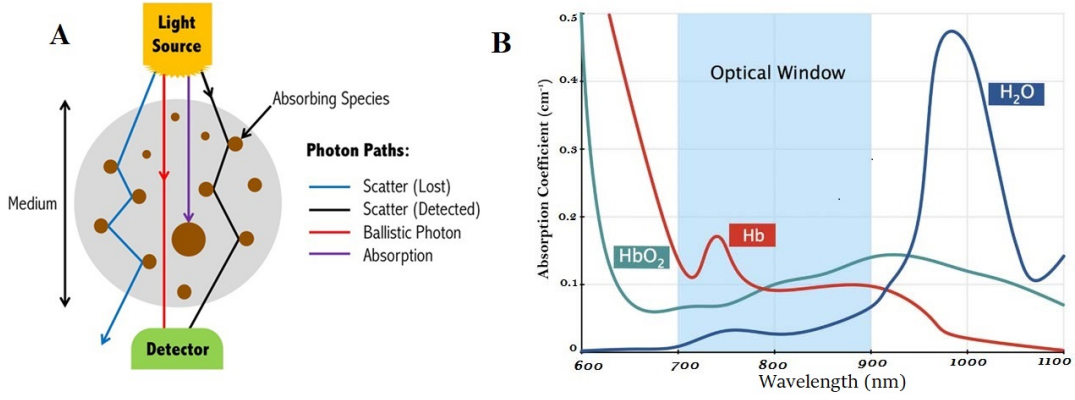 A
Light
Source
Absorbing Species
Medium
Photon Paths:
Scatter (Lost)
Scatter (Detected)
Ballistic Photon
Absorption
Detector
B
Absorption Coefficient (cm⁻¹)
0.5
0.4
0.3
0.2
0.1
0
Optical Window
H₂O
Hb
HbO₂
600 700 800 900 1000 1100
Wavelength (nm)